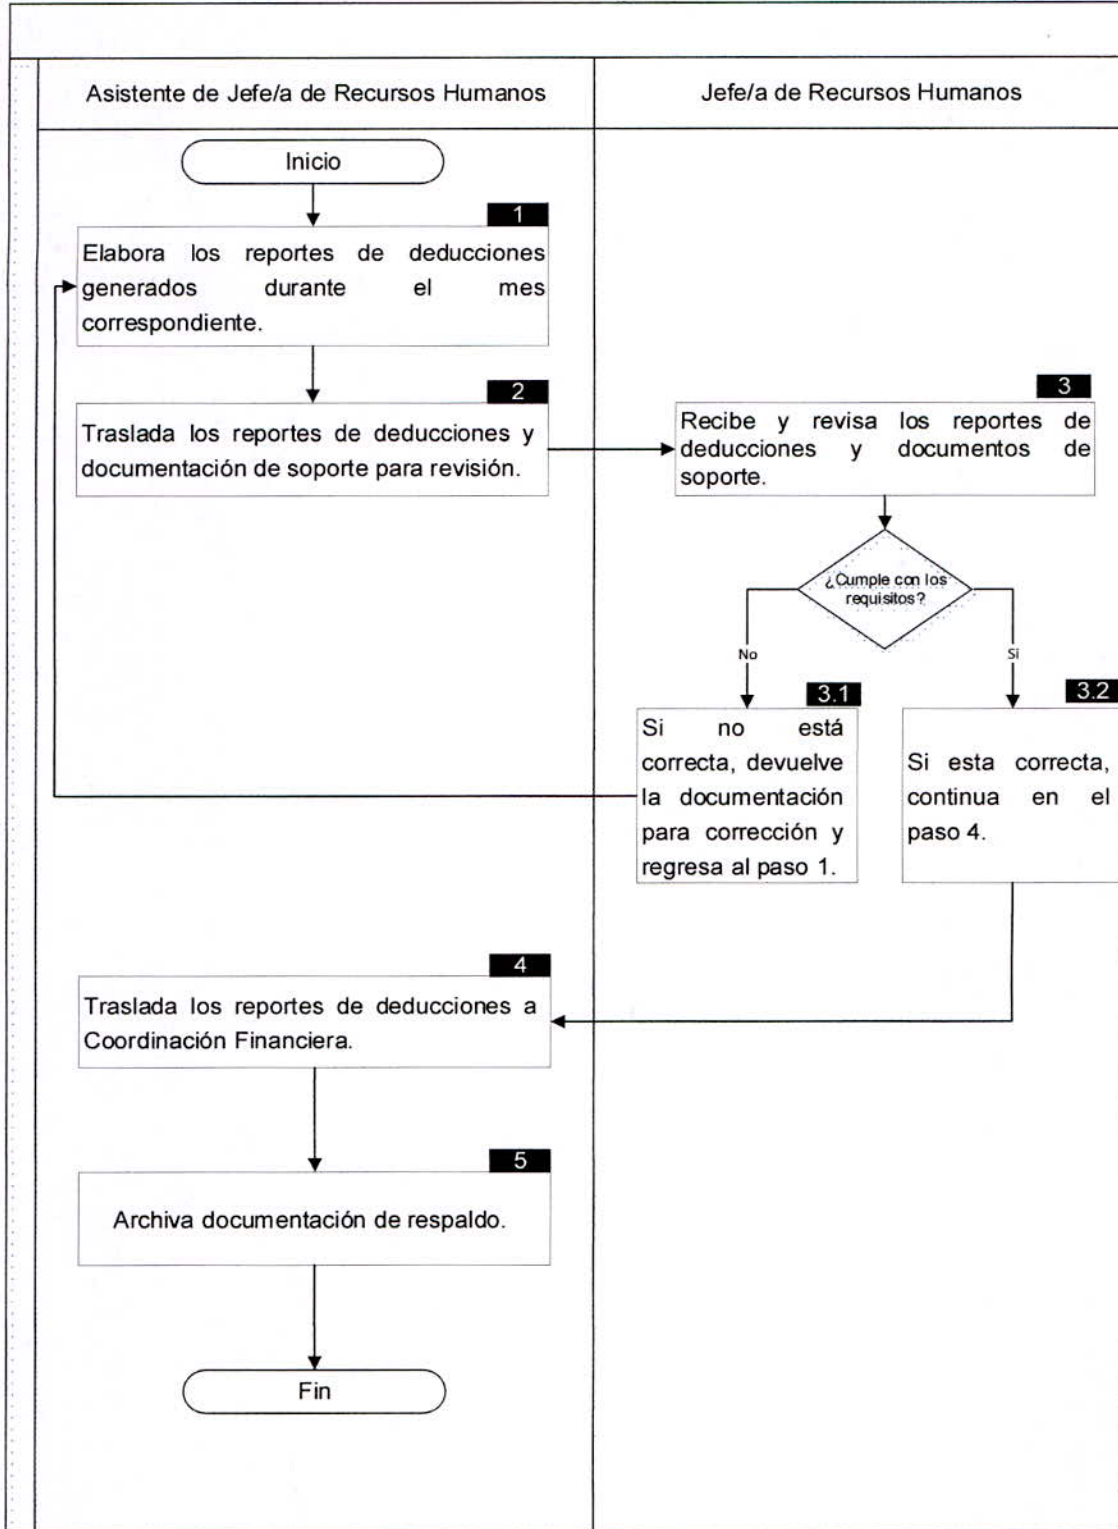 Asistente de Jefe/a de Recursos Humanos
Jefe/a de Recursos Humanos
Inicio
1
Elabora los reportes de deducciones
generados durante el mes
correspondiente.
2
Traslada los reportes de deducciones y
documentación de soporte para revisión.
3
Recibe y revisa los reportes de
deducciones y documentos de
soporte.
¿Cumple con los
requisitos?
No
Si
3.1
Si no está
correcta, devuelve
la documentación
para corrección y
regresa al paso 1.
3.2
Si esta correcta,
continua en el
paso 4.
4
Traslada los reportes de deducciones a
Coordinación Financiera.
5
Archiva documentación de respaldo.
Fin